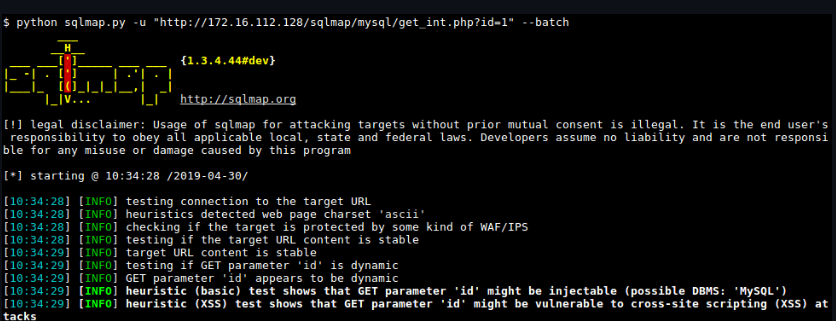 $ python sqlmap.py -u "http://172.16.112.128/sqlmap/mysql/get_int.php?id=1" --batch
        ___
       __H__
 ___ ___[']_____ ___ ___  {1.3.4.44#dev}
|_ -| . [']     | .'| . |
|___|_  [(]_|_|_|__,|  _|
      |_|V...       |_|   http://sqlmap.org
[!] legal disclaimer: Usage of sqlmap for attacking targets without prior mutual consent is illegal. It is the end user's
 responsibility to obey all applicable local, state and federal laws. Developers assume no liability and are not responsi
ble for any misuse or damage caused by this program
[*] starting @ 10:34:28 /2019-04-30/
[10:34:28] [INFO] testing connection to the target URL
[10:34:28] [INFO] heuristics detected web page charset 'ascii'
[10:34:28] [INFO] checking if the target is protected by some kind of WAF/IPS
[10:34:28] [INFO] testing if the target URL content is stable
[10:34:29] [INFO] target URL content is stable
[10:34:29] [INFO] testing if GET parameter 'id' is dynamic
[10:34:29] [INFO] GET parameter 'id' appears to be dynamic
[10:34:29] [INFO] heuristic (basic) test shows that GET parameter 'id' might be injectable (possible DBMS: 'MySQL')
[10:34:29] [INFO] heuristic (XSS) test shows that GET parameter 'id' might be vulnerable to cross-site scripting (XSS) at
tacks